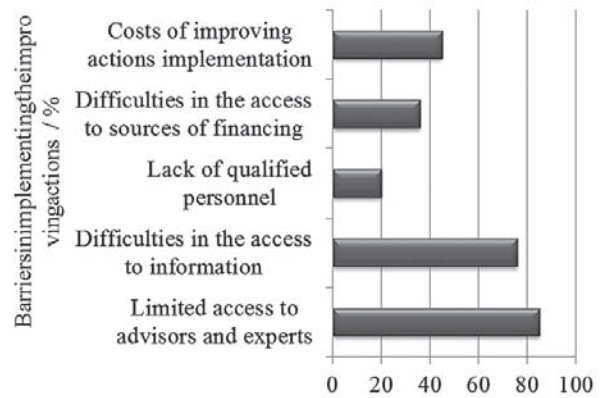 Barriersinimplementingtheimpro
vingactions / %
Costs of improving
actions implementation
Difficulties in the access
to sources of financing
Lack of qualified
personnel
Difficulties in the access
to information
Limited access to
advisors and experts
0 20 40 60 80 100